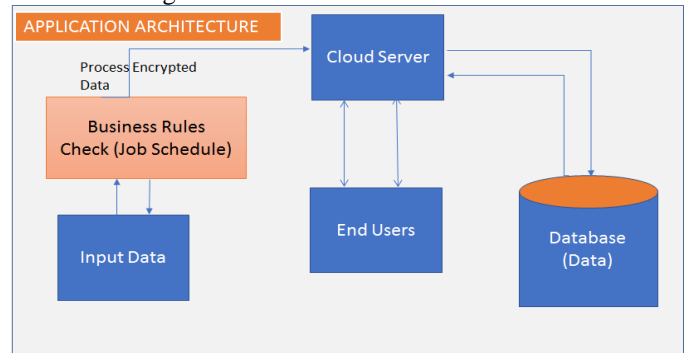 APPLICATION ARCHITECTURE
Process Encrypted
Data
Cloud Server
Business Rules
Check (Job Schedule)
Input Data
End Users
Database
(Data)